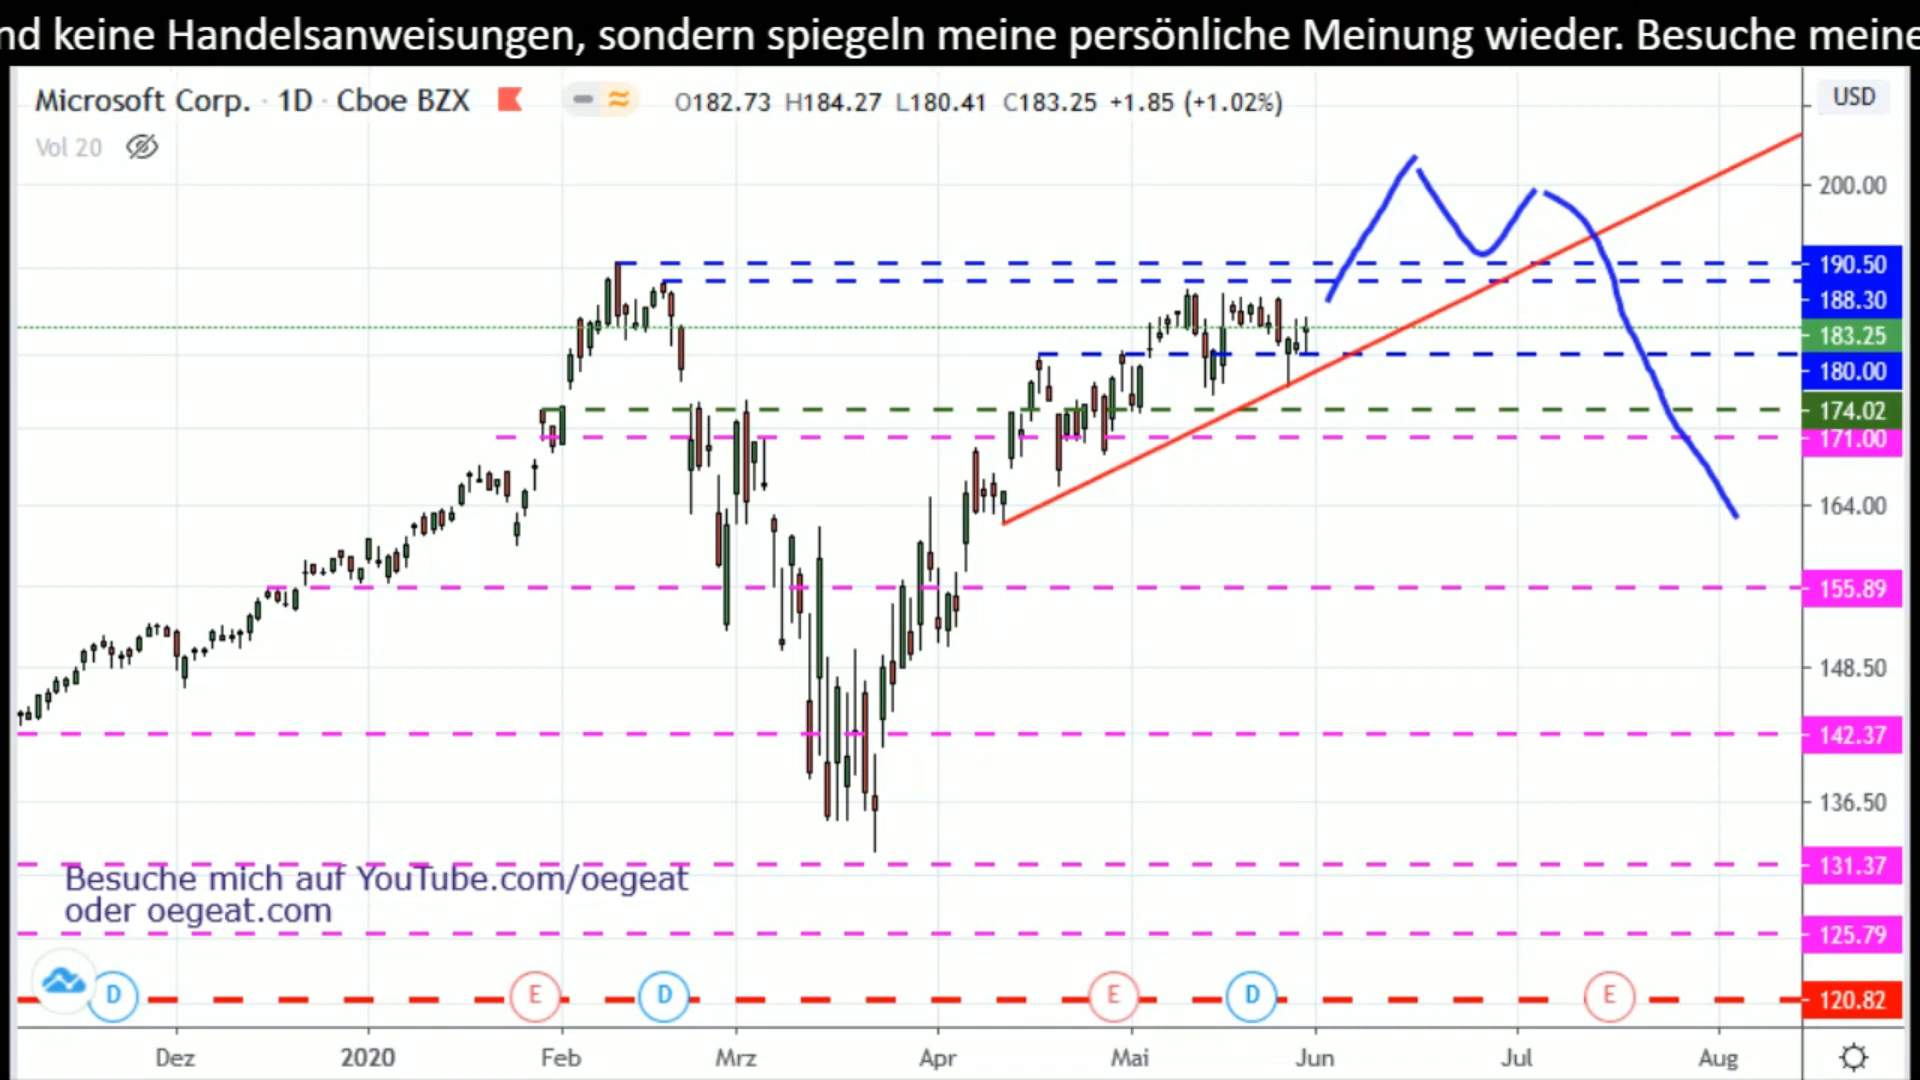 nd keine Handelsanweisungen, sondern spiegeln meine persönliche Meinung wieder. Besuche meine
Microsoft Corp. · 1D · Cboe BZX O182.73 H184.27 L180.41 C183.25 +1.85 (+1.02%)
USD
Vol 20
200.00
190.50
188.30
183.25
180.00
174.02
171.00
164.00
155.89
148.50
142.37
136.50
131.37
Besuche mich auf YouTube.com/oegeat
oder oegeat.com
125.79
D E D E D E
120.82
Dez 2020 Feb Mrz Apr Mai Jun Jul Aug